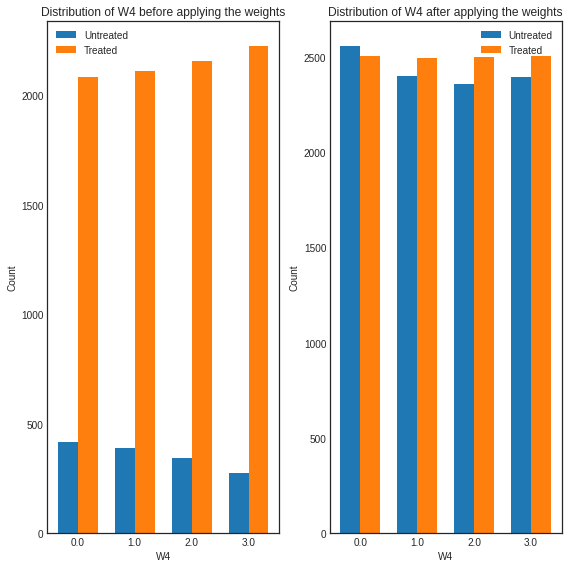 Distribution of W4 before applying the weights
Untreated
Treated
2000
1500
1000
500
0
Count
0.0 1.0 2.0 3.0
W4
Distribution of W4 after applying the weights
Untreated
Treated
2500
2000
1500
1000
500
0
Count
0.0 1.0 2.0 3.0
W4